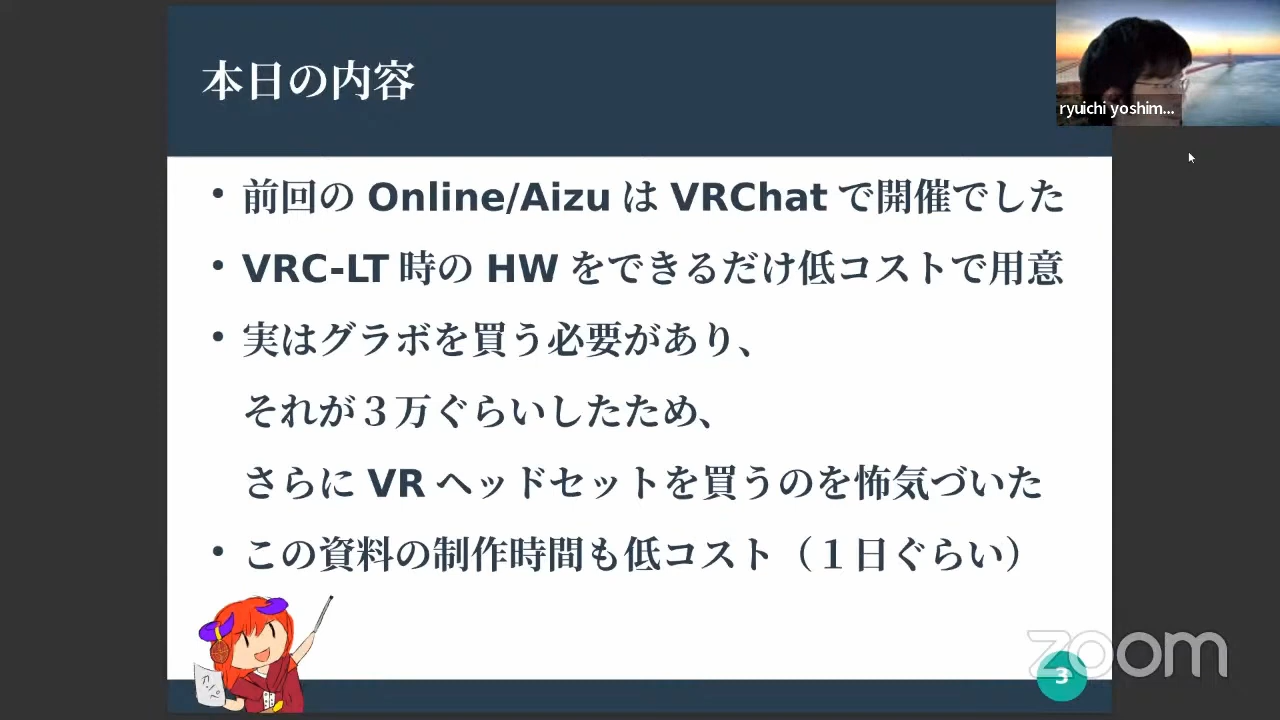 本日の内容
ryuichi yoshim...
• 前回の Online/Aizu は VRChat で開催でした
• VRC-LT 時の HW をできるだけ低コストで用意
• 実はグラボを買う必要があり、
それが３万ぐらいしたため、
さらに VR ヘッドセットを買うのを怖気づいた
• この資料の制作時間も低コスト（１日ぐらい）
カンペ
zoom
3